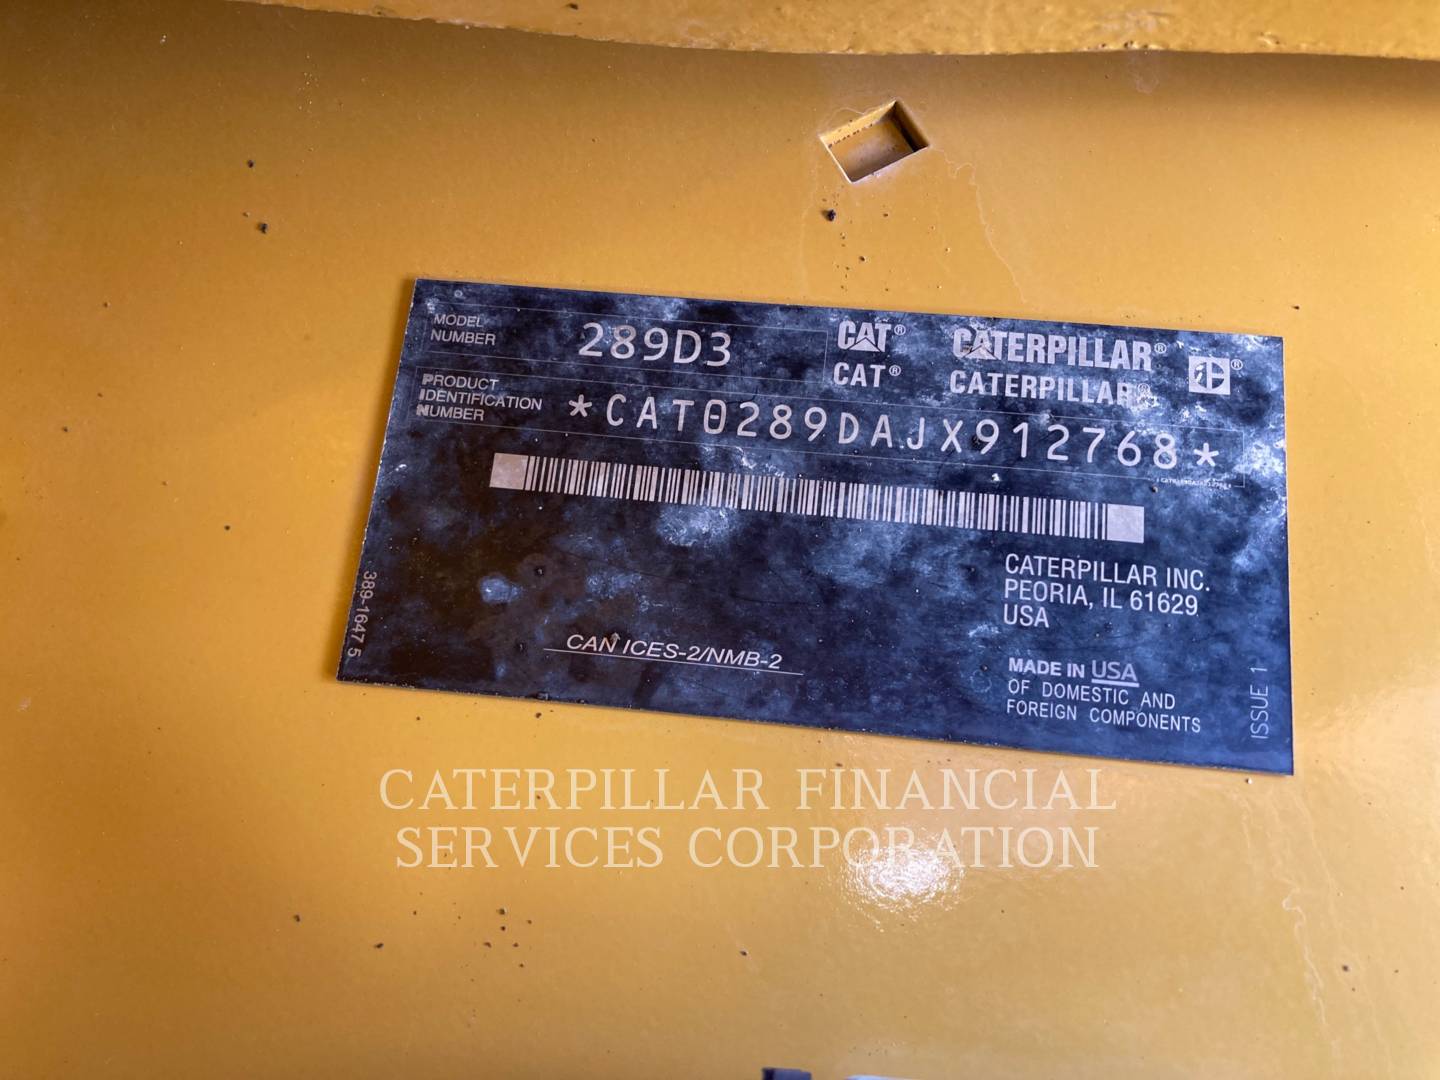 MODEL
NUMBER
289D3
CAT® CATERPILLAR® ®
CAT® CATERPILLAR®
PRODUCT
IDENTIFICATION
NUMBER
*CAT0289DAJX912768*
CATERPILLAR INC.
PEORIA, IL 61629
USA
389-1647 5
CAN ICES-2/NMB-2
MADE IN USA
OF DOMESTIC AND
FOREIGN COMPONENTS
ISSUE 1
CATERPILLAR FINANCIAL
SERVICES CORPORATION